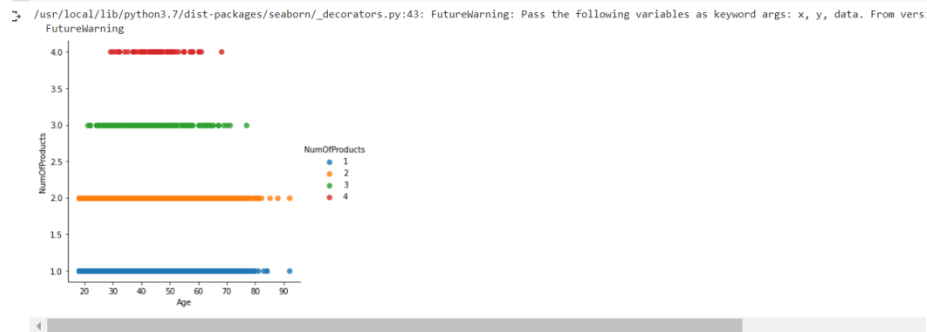 /usr/local/lib/python3.7/dist-packages/seaborn/_decorators.py:43: FutureWarning: Pass the following variables as keyword args: x, y, data. From
FutureWarning
4.0
3.5
3.0
2.5
2.0
1.5
1.0
NumOfProducts
20 30 40 50 60 70 80 90
Age
NumOfProducts
1
2
3
4